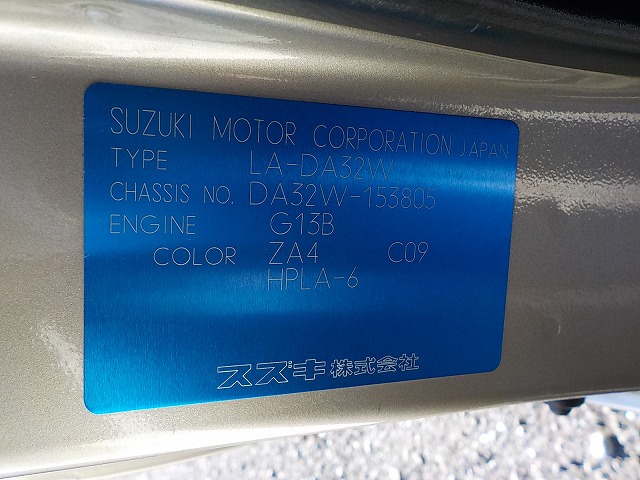 SUZUKI MOTOR CORPORATION JAPAN
TYPE LA-DA32W
CHASSIS NO. DA32W-153805
ENGINE G13B
COLOR ZA4 C09
HPLA-6
スズキ株式会社